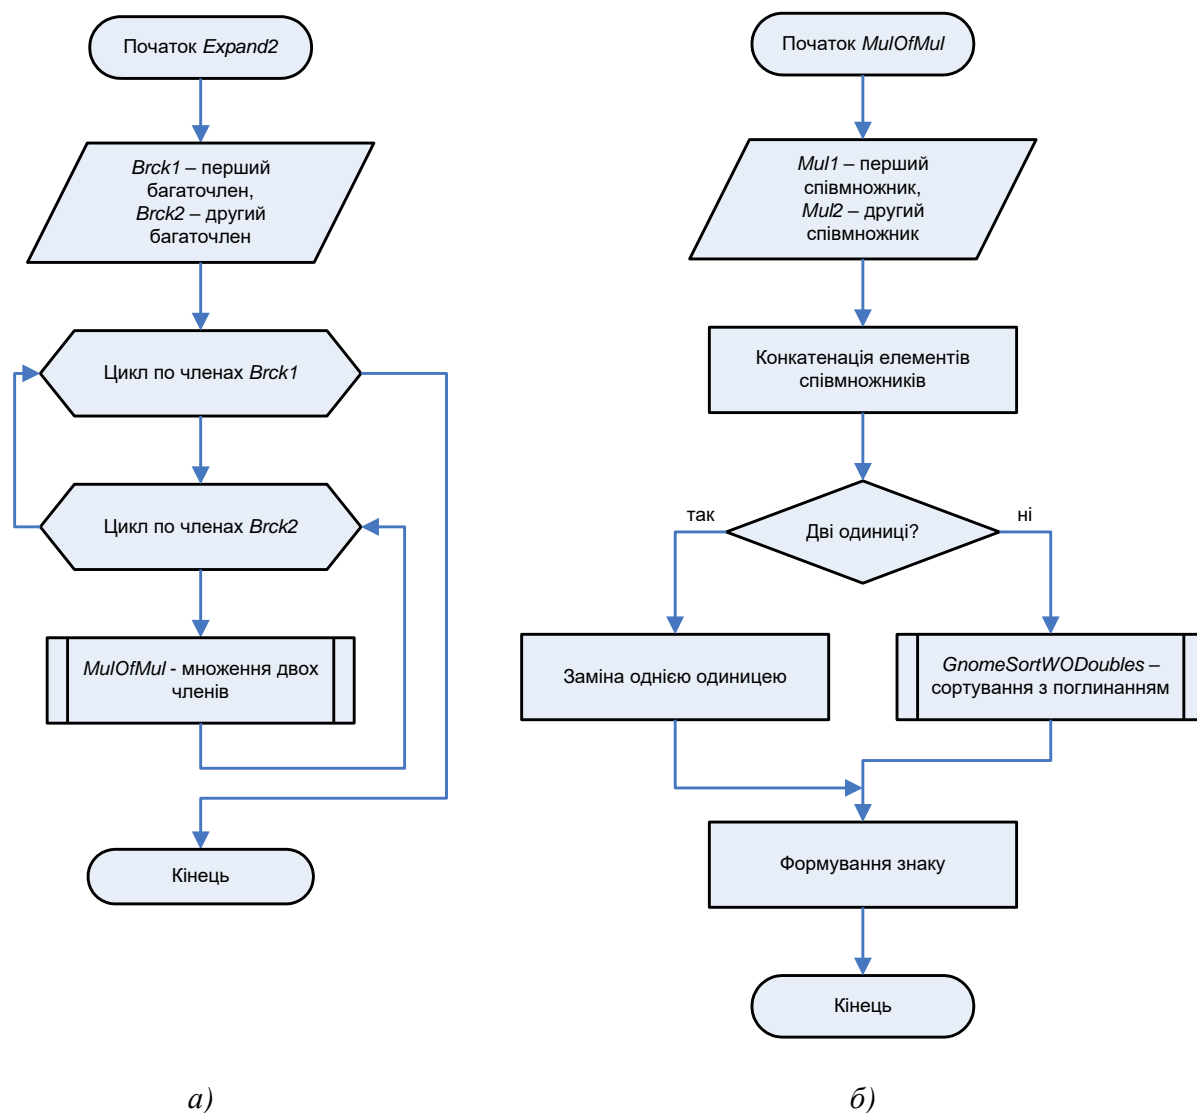 Початок Expand2
Brck1 – перший
багаточлен,
Brck2 – другий
багаточлен
Цикл по членах Brck1
Цикл по членах Brck2
MulOfMul - множення двох
членів
Кінець
а)
Початок MulOfMul
Mul1 – перший
співмножник,
Mul2 – другий
співмножник
Конкатенація елементів
співмножників
Дві одиниці?
так
ні
Заміна однією одиницею
GnomeSortWODoubles –
сортування з поглинанням
Формування знаку
Кінець
б)